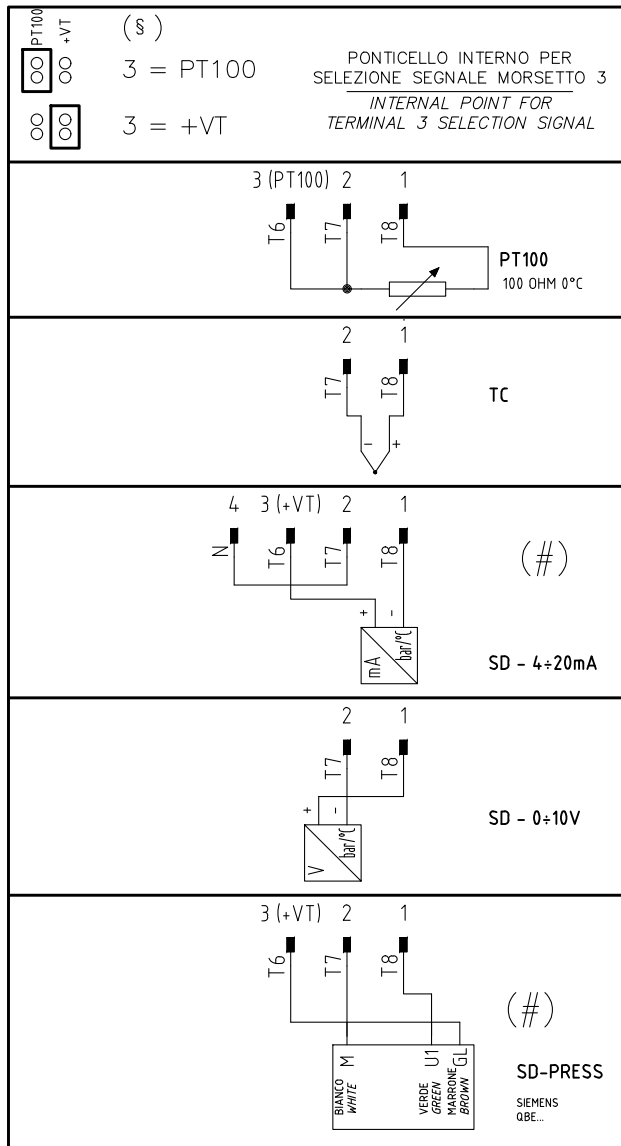 PT100
+VT
(§)
3 = PT100
3 = +VT
PONTICELLO INTERNO PER
SELEZIONE SEGNALE MORSETTO 3
INTERNAL POINT FOR
TERMINAL 3 SELECTION SIGNAL
3 (PT100) 2 1
T6 T7 T8
PT100
100 OHM 0°C
2 1
T7 T8
TC
- +
4 3 (+VT) 2 1
N T6 T7 T8
(#)
+ -
mA bar/°C
SD - 4÷20mA
2 1
T7 T8
+ -
V bar/°C
SD - 0÷10V
3 (+VT) 2 1
T6 T7 T8
(#)
M U1 GL
BIANCO
WHITE
VERDE
GREEN
MARRONE
BROWN
SD-PRESS
SIEMENS
QBE...